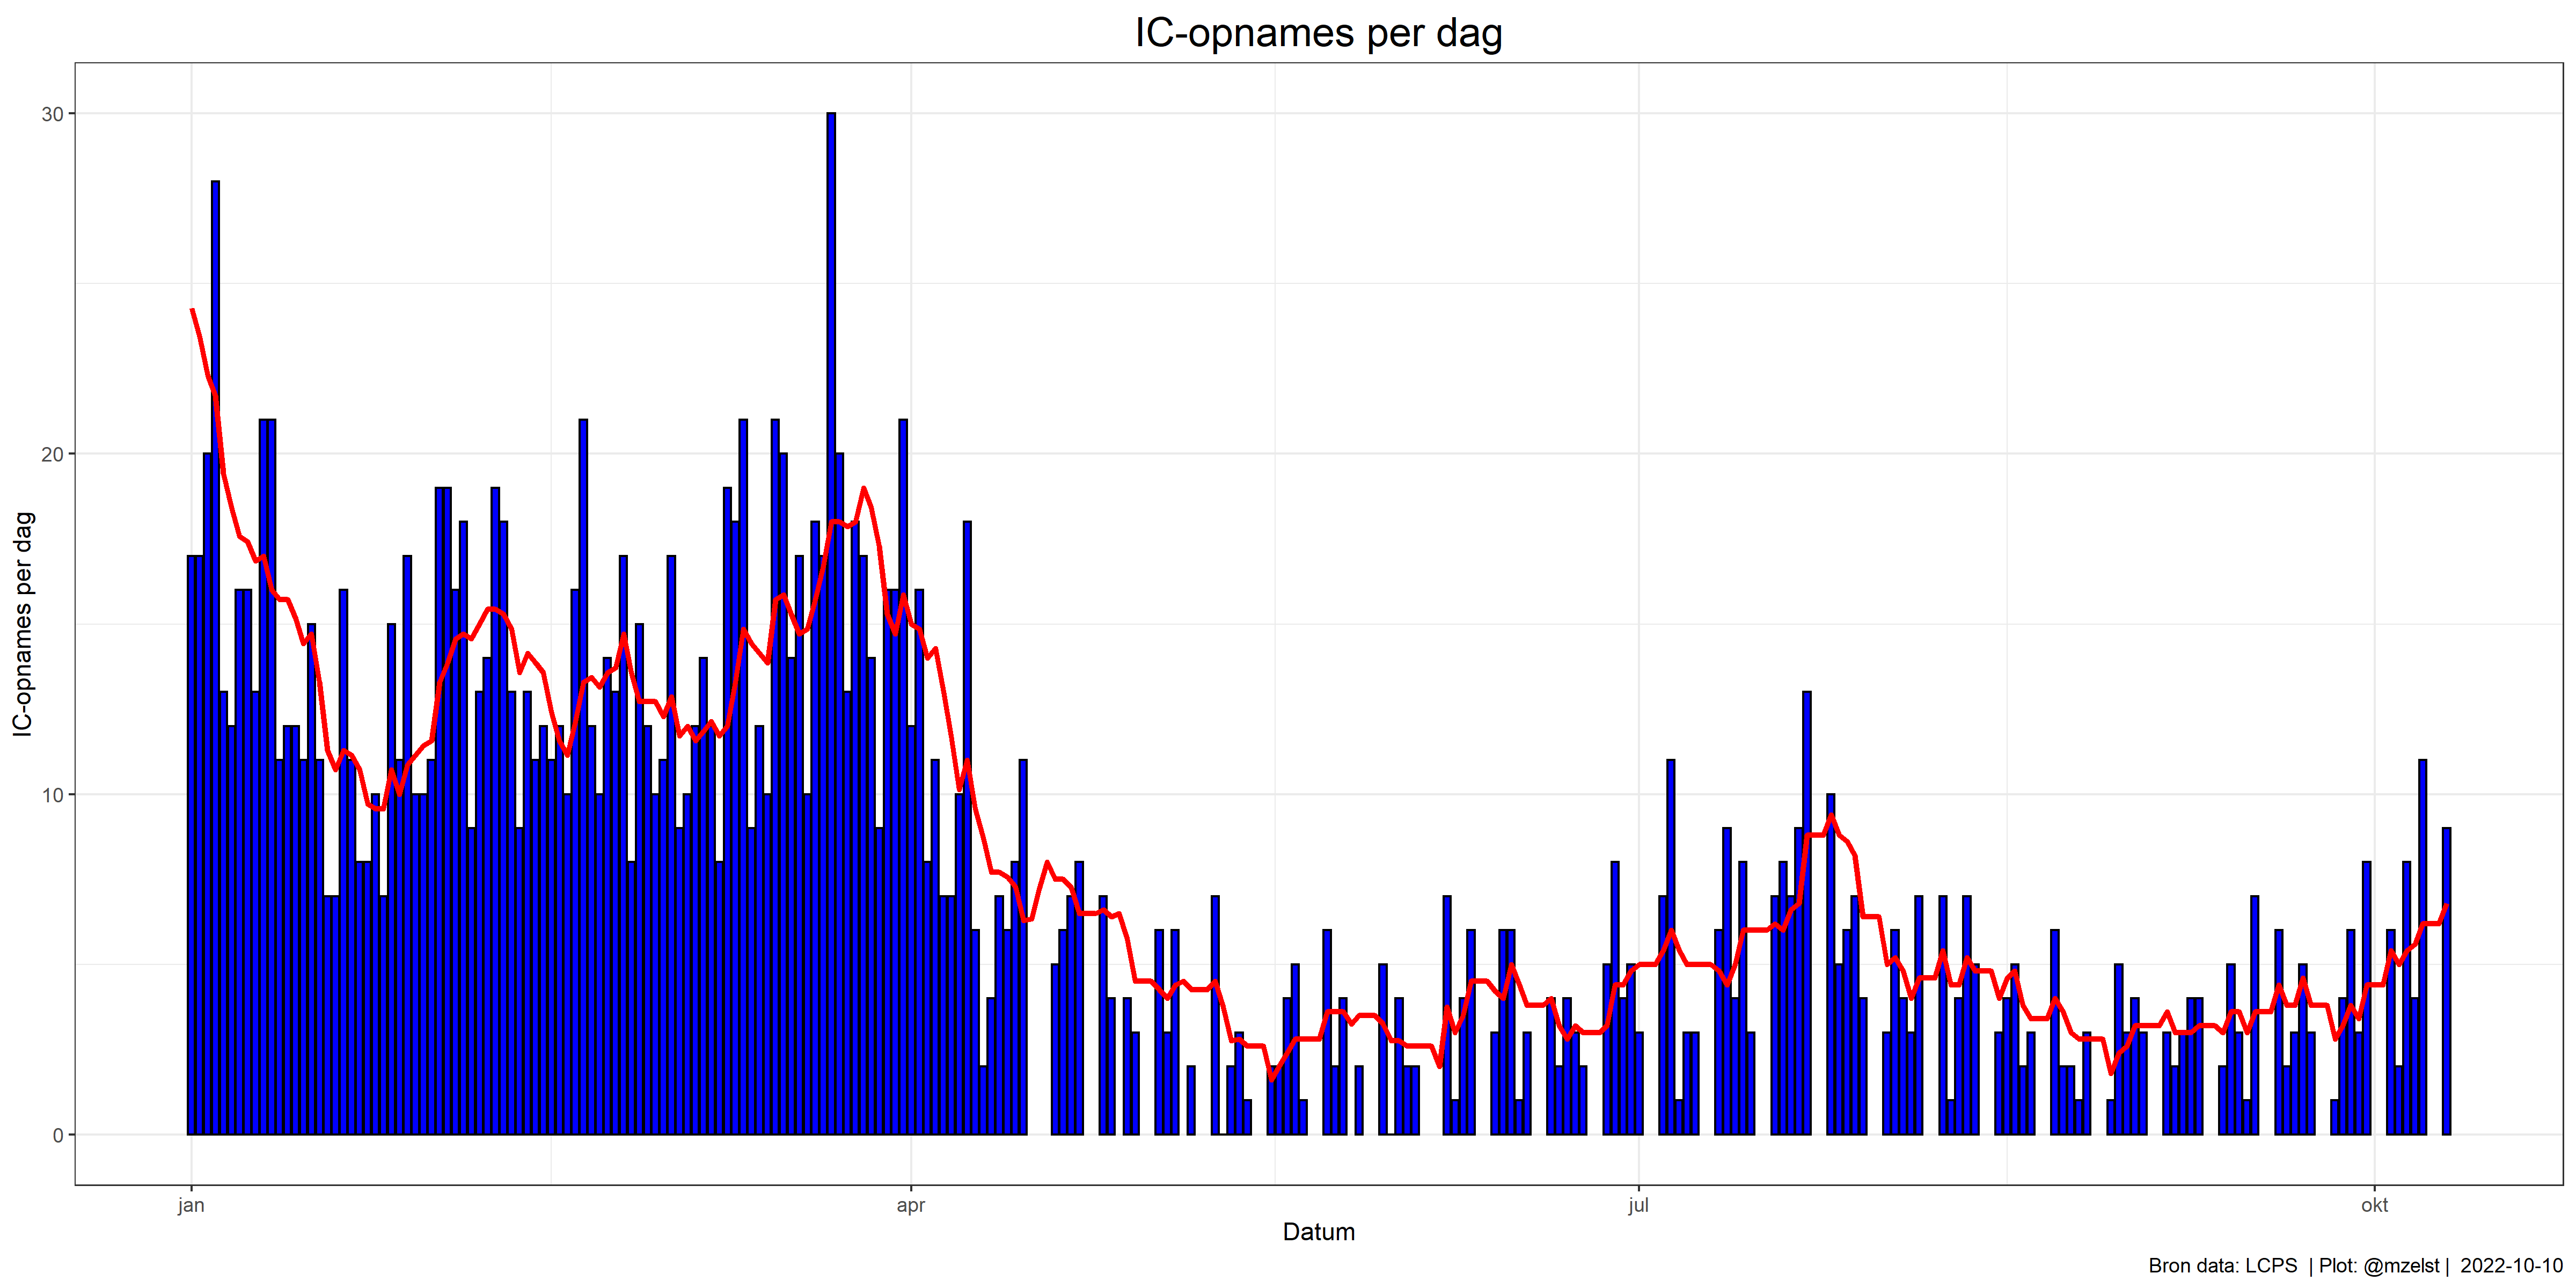 IC-opnames per dag
IC-opnames per dag
30
20
10
0
jan apr jul okt
Datum
Bron data: LCPS | Plot: @mzelst | 2022-10-10